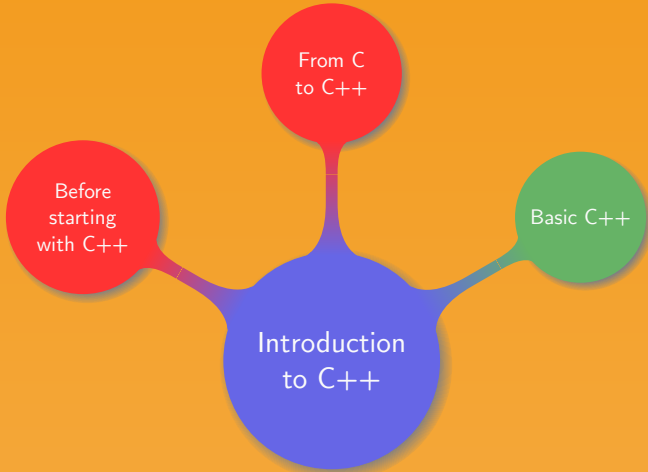 From C
to C++
Before
starting
with C++
Basic C++
Introduction
to C++